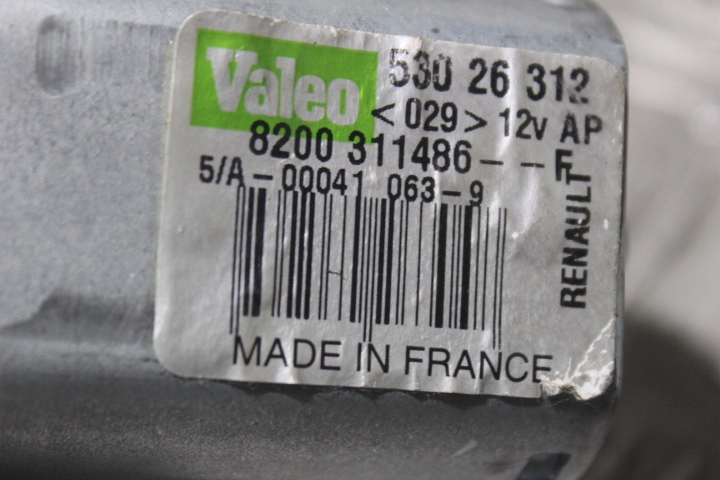 Valeo 530 26 312
<029> 12V AP
8200 311486 - - F
5/A - 00041 063 - 9
RENAULT
MADE IN FRANCE